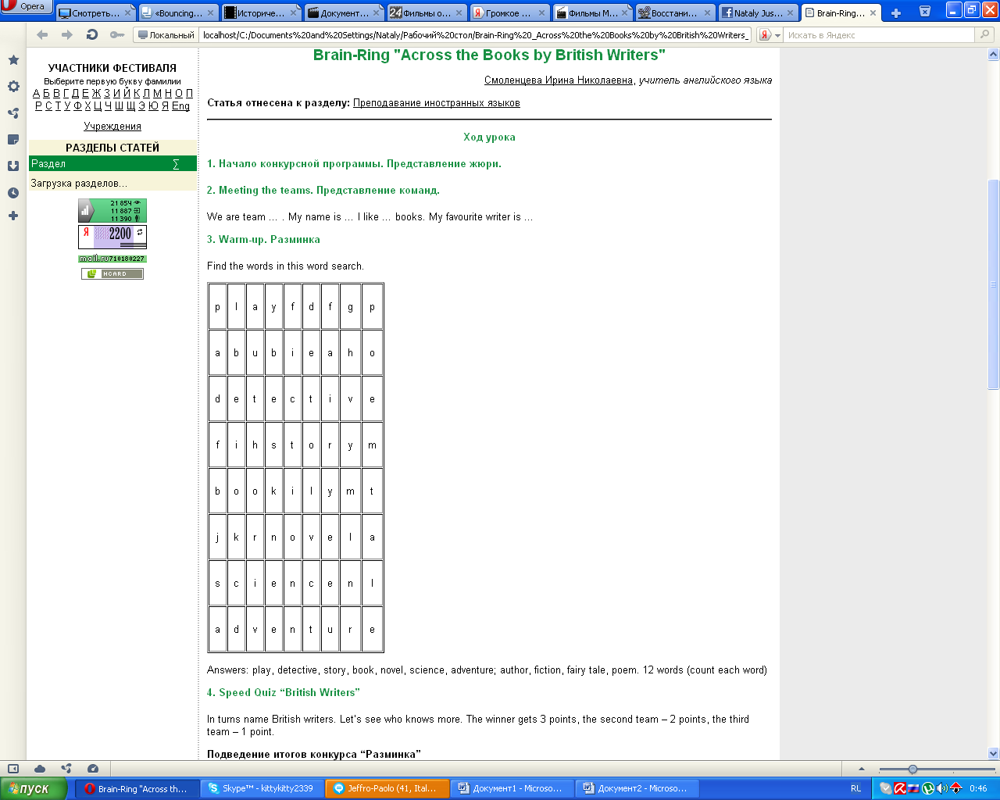 Opera
Смотреть...
«Bouncing...
Историче...
Документ...
Фильмы о...
Громкое ...
Фильмы М...
Восстани...
Nataly Jus...
Brain-Ring...
Локальный
localhost/C:/Documents%20and%20Settings/Nataly/Рабочий%20стол/Brain-Ring%20_Across%20the%20Books%20by%20British%20Writers_
Искать в Яндекс
УЧАСТНИКИ ФЕСТИВАЛЯ
Выберите первую букву фамилии
А Б В Г Д Е Ж З И Й К Л М Н О П
Р С Т У Ф Х Ц Ч Ш Щ Э Ю Я Eng
Учреждения
РАЗДЕЛЫ СТАТЕЙ
Раздел ∑
Загрузка разделов...
21 854
11 887
11 390
Я 2200
mail.ru 710180227
HCARD
Brain-Ring "Across the Books by British Writers"
Смоленцева Ирина Николаевна, учитель английского языка
Статья отнесена к разделу: Преподавание иностранных языков
Ход урока
1. Начало конкурсной программы. Представление жюри.
2. Meeting the teams. Представление команд.
We are team … . My name is … I like … books. My favourite writer is …
3. Warm-up. Разминка
Find the words in this word search.
p l a y f d f g p
a b u b i e a h o
d e t e c t i v e
f i h s t o r y m
b o o k i l y m t
j k r n o v e l a
s c i e n c e n l
a d v e n t u r e
Answers: play, detective, story, book, novel, science, adventure; author, fiction, fairy tale, poem. 12 words (count each word)
4. Speed Quiz “British Writers”
In turns name British writers. Let’s see who knows more. The winner gets 3 points, the second team – 2 points, the third
team – 1 point.
Подведение итогов конкурса “Разминка”
пуск
Brain-Ring "Across th...
Skype™ - kittykitty2339
Jeffro-Paolo (41, Ital...
Документ1 - Microso...
Документ2 - Microso...
RL
0:46